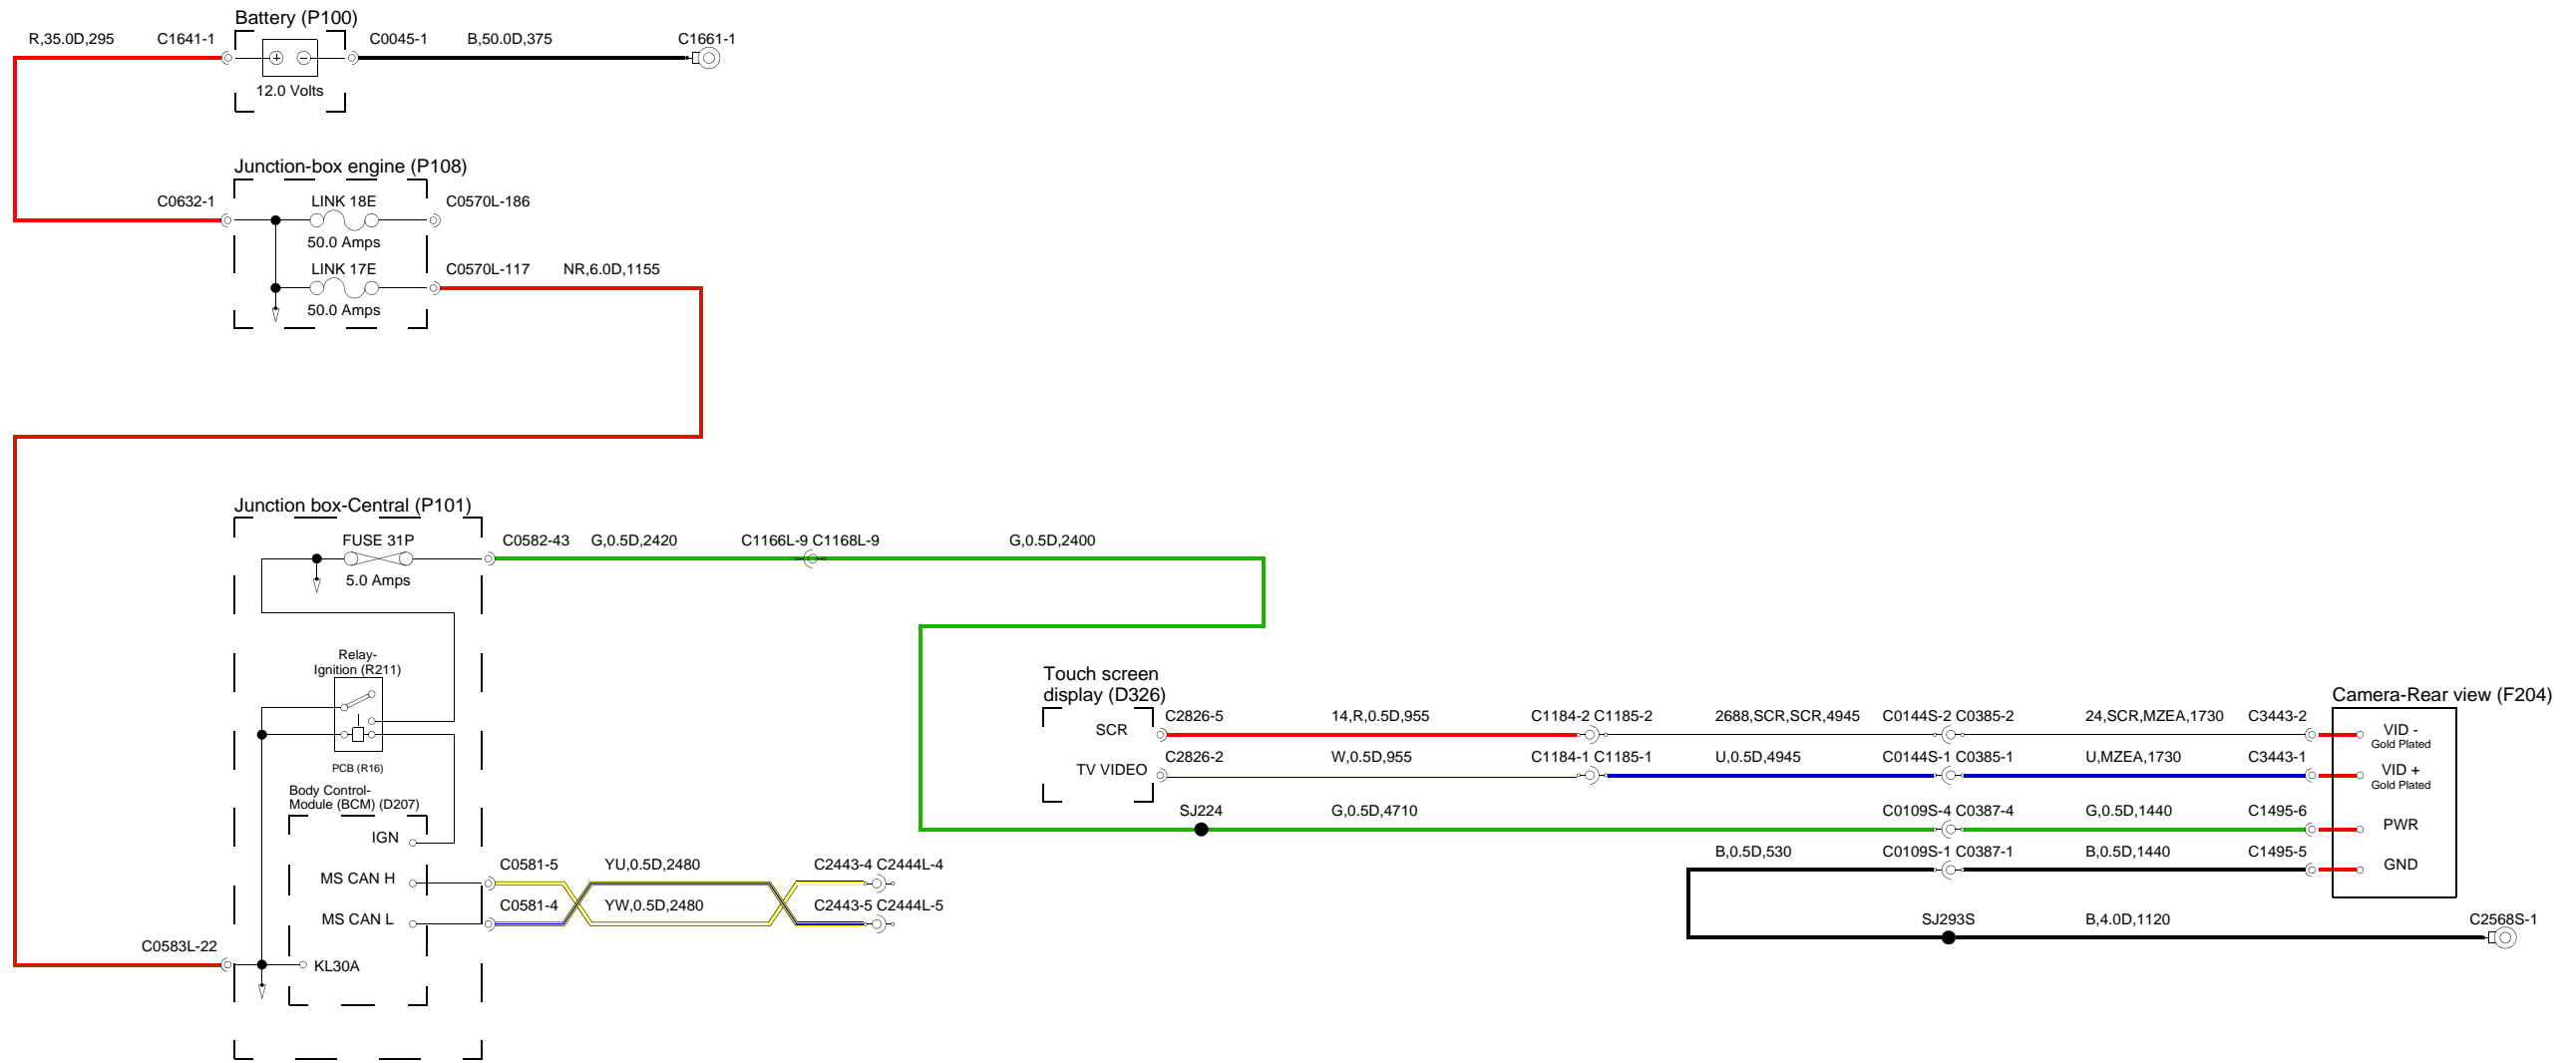 Battery (P100)
R,35.0D,295
C1641-1
C0045-1
B,50.0D,375
C1661-1
12.0 Volts
Junction-box engine (P108)
C0632-1
LINK 18E
C0570L-186
50.0 Amps
LINK 17E
C0570L-117
NR,6.0D,1155
50.0 Amps
Junction box-Central (P101)
FUSE 31P
C0582-43
G,0.5D,2420
C1166L-9 C1168L-9
G,0.5D,2400
5.0 Amps
Relay-
Ignition (R211)
PCB (R16)
Body Control-
Module (BCM) (D207)
IGN
MS CAN H
C0581-5
YU,0.5D,2480
C2443-4 C2444L-4
MS CAN L
C0581-4
YW,0.5D,2480
C2443-5 C2444L-5
C0583L-22
KL30A
Touch screen
display (D326)
SCR
C2826-5
14,R,0.5D,955
C1184-2 C1185-2
2688,SCR,SCR,4945
C0144S-2 C0385-2
24,SCR,MZEA,1730
C3443-2
TV VIDEO
C2826-2
W,0.5D,955
C1184-1 C1185-1
U,0.5D,4945
C0144S-1 C0385-1
U,MZEA,1730
C3443-1
SJ224
G,0.5D,4710
C0109S-4 C0387-4
G,0.5D,1440
C1495-6
B,0.5D,530
C0109S-1 C0387-1
B,0.5D,1440
C1495-5
Camera-Rear view (F204)
VID -
Gold Plated
VID +
Gold Plated
PWR
GND
SJ293S
B,4.0D,1120
C2568S-1